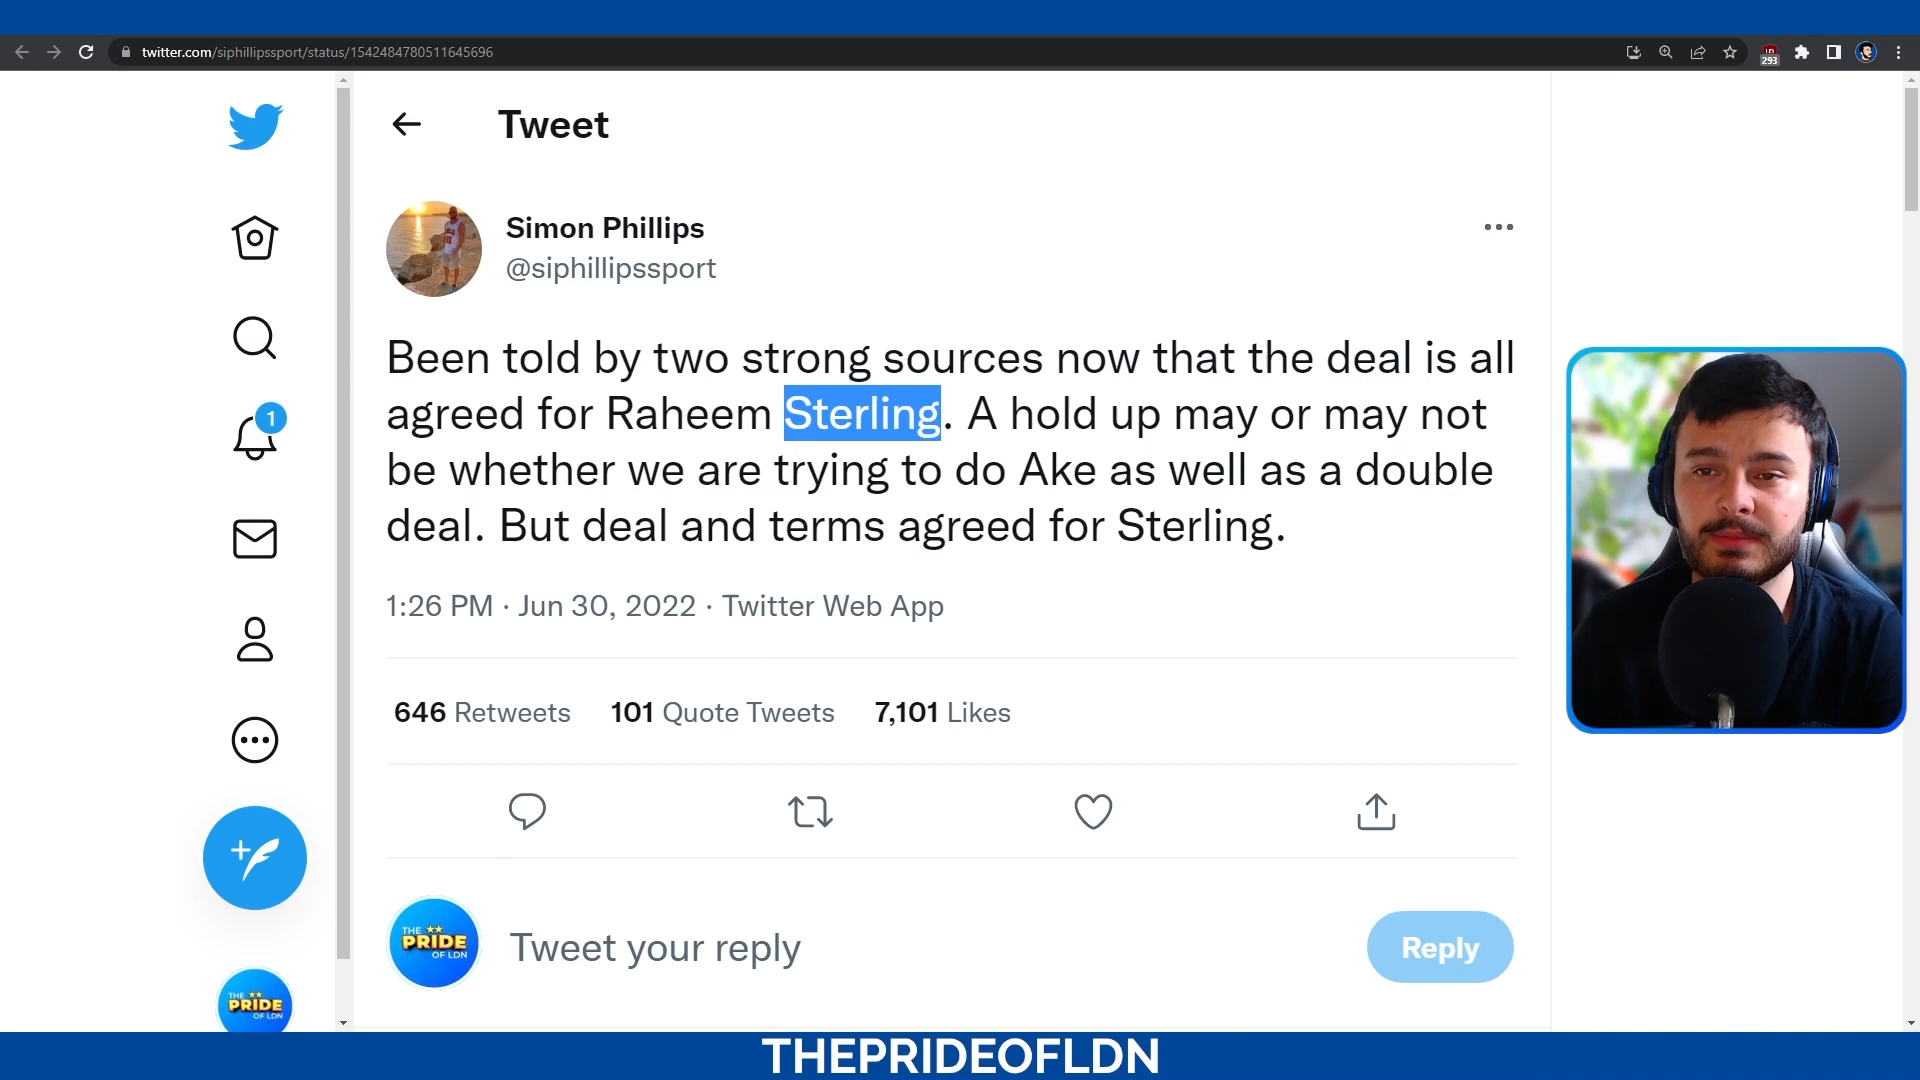 twitter.com/siphillipssport/status/1542484780511645696
293
Tweet
Simon Phillips
@siphillipssport
Been told by two strong sources now that the deal is all
agreed for Raheem Sterling. A hold up may or may not
be whether we are trying to do Ake as well as a double
deal. But deal and terms agreed for Sterling.
1
1:26 PM · Jun 30, 2022 · Twitter Web App
646 Retweets 101 Quote Tweets 7,101 Likes
THE
PRIDE
OF LDN
Tweet your reply
Reply
THE
PRIDE
OF LDN
THEPRIDEOFLDN